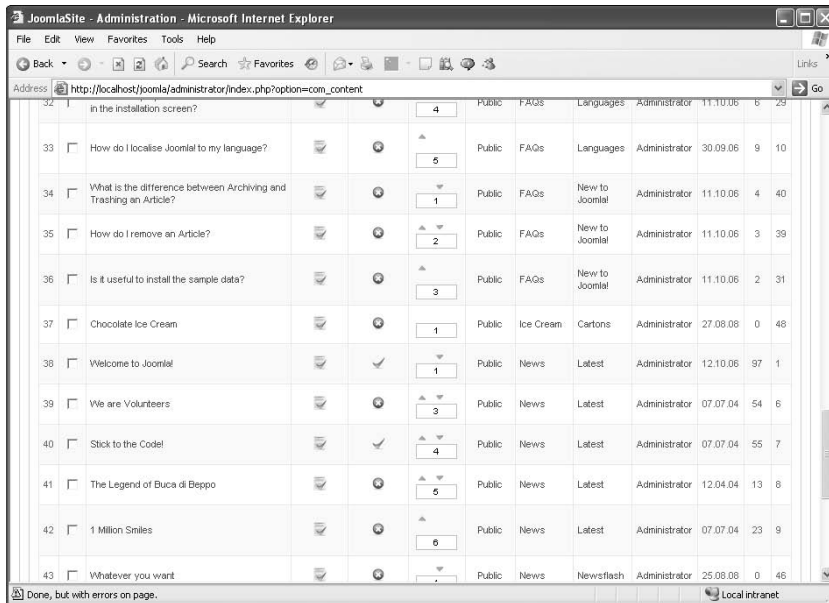 JoomlaSite - Administration - Microsoft Internet Explorer
File Edit View Favorites Tools Help
Back Search Favorites Links
Address http://localhost/joomla/administrator/index.php?option=com_content Go
32 in the installation screen? 4 Public FAQs Languages Administrator 11.10.06 6 29
33 How do I localise Joomla! to my language? 5 Public FAQs Languages Administrator 30.09.06 9 10
34 What is the difference between Archiving and Trashing an Article? 1 Public FAQs New to Joomla! Administrator 11.10.06 4 40
35 How do I remove an Article? 2 Public FAQs New to Joomla! Administrator 11.10.06 3 39
36 Is it useful to install the sample data? 3 Public FAQs New to Joomla! Administrator 11.10.06 2 31
37 Chocolate Ice Cream 1 Public Ice Cream Cartons Administrator 27.08.08 0 48
38 Welcome to Joomla! 1 Public News Latest Administrator 12.10.06 97 1
39 We are Volunteers 3 Public News Latest Administrator 07.07.04 54 6
40 Stick to the Code! 4 Public News Latest Administrator 07.07.04 55 7
41 The Legend of Buca di Beppo 5 Public News Latest Administrator 12.04.04 13 8
42 1 Million Smiles 6 Public News Latest Administrator 07.07.04 23 9
43 Whatever you want Public News Newsflash Administrator 25.08.08 0 46
Done, but with errors on page. Local intranet